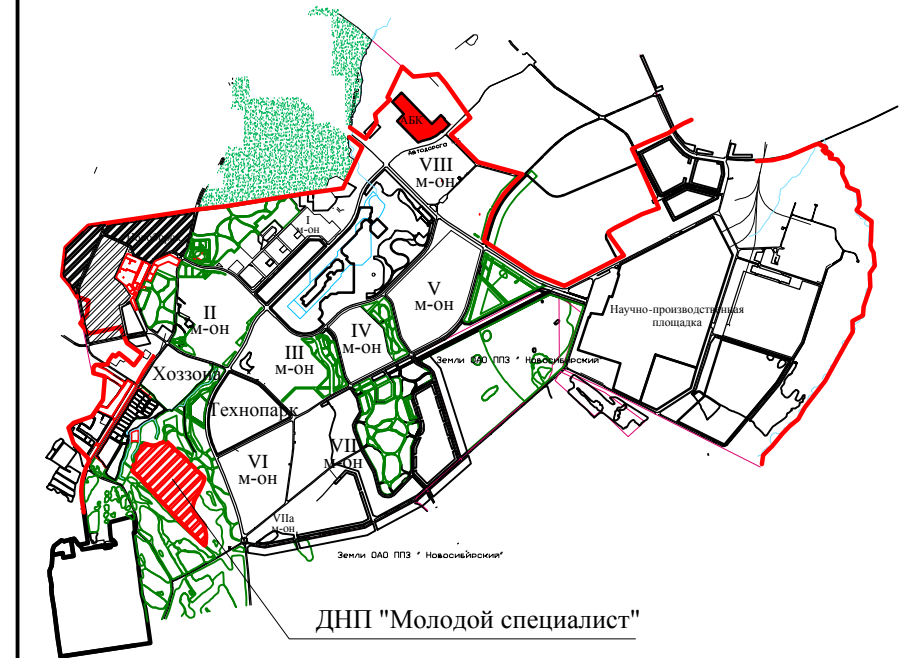 АБК
Автодорога
VIII
м-он
I
м-он
II
м-он
V
м-он
IV
м-он
III
м-он
Научно-производственная
площадка
Земли ОАО ППЗ " Новосибирский"
Хоззона
Технопарк
VI
м-он
VII
м-он
VIIа
м-он
Земли ОАО ППЗ " Новосибирский"
ДНП "Молодой специалист"